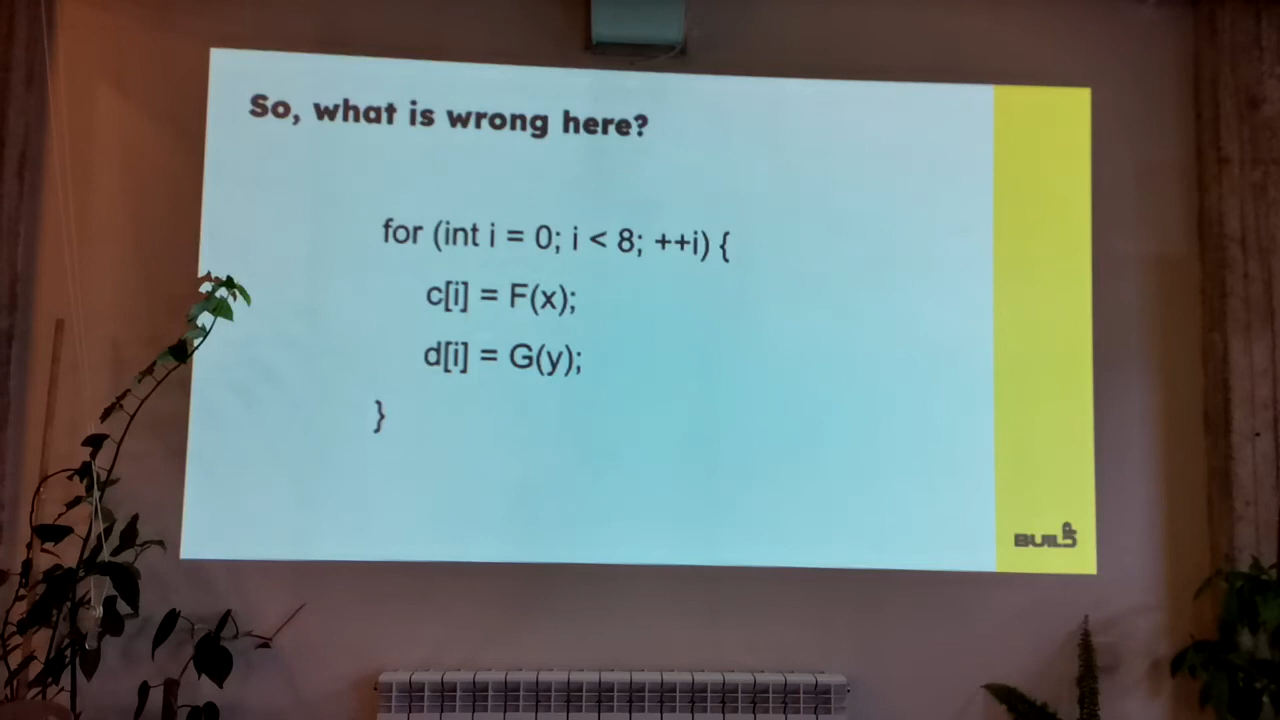 So, what is wrong here?
for (int i = 0; i < 8; ++i) {
c[i] = F(x);
d[i] = G(y);
}